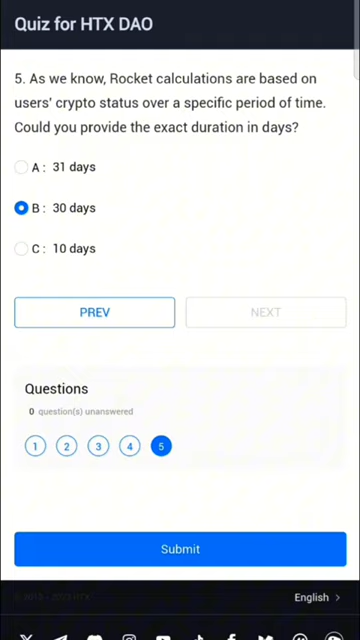 Quiz for HTX DAO
5. As we know, Rocket calculations are based on
users' crypto status over a specific period of time.
Could you provide the exact duration in days?
A : 31 days
B : 30 days
C : 10 days
PREV
NEXT
Questions
0 question(s) unanswered
1 2 3 4 5
Submit
English